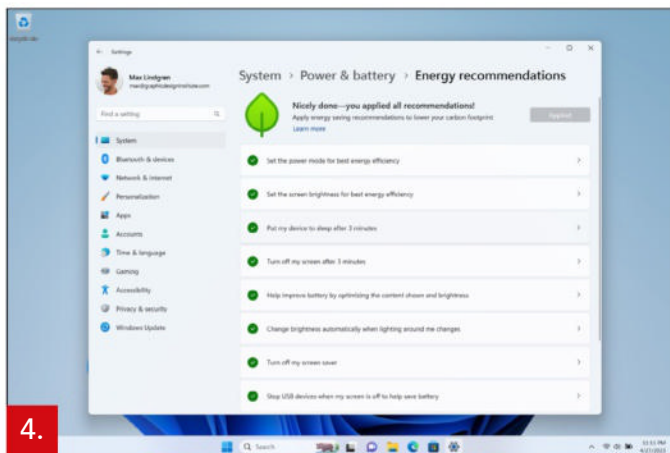 Settings
Max Lindgren
System > Power & battery > Energy recommendations
Find a setting
Nicely done—you applied all recommendations!
Apply energy saving recommendations to lower your carbon footprint
Learn more
Applied
System
Bluetooth & devices
Network & internet
Personalization
Apps
Accounts
Time & language
Gaming
Accessibility
Privacy & security
Windows Update
Set the power mode for best energy efficiency
Set the screen brightness for best energy efficiency
Put my device to sleep after 3 minutes
Turn off my screen after 3 minutes
Help improve battery by optimizing the content shown and brightness
Change brightness automatically when lighting around me changes
Turn off my screen saver
Stop USB devices when my screen is off to help save battery
4.
Search